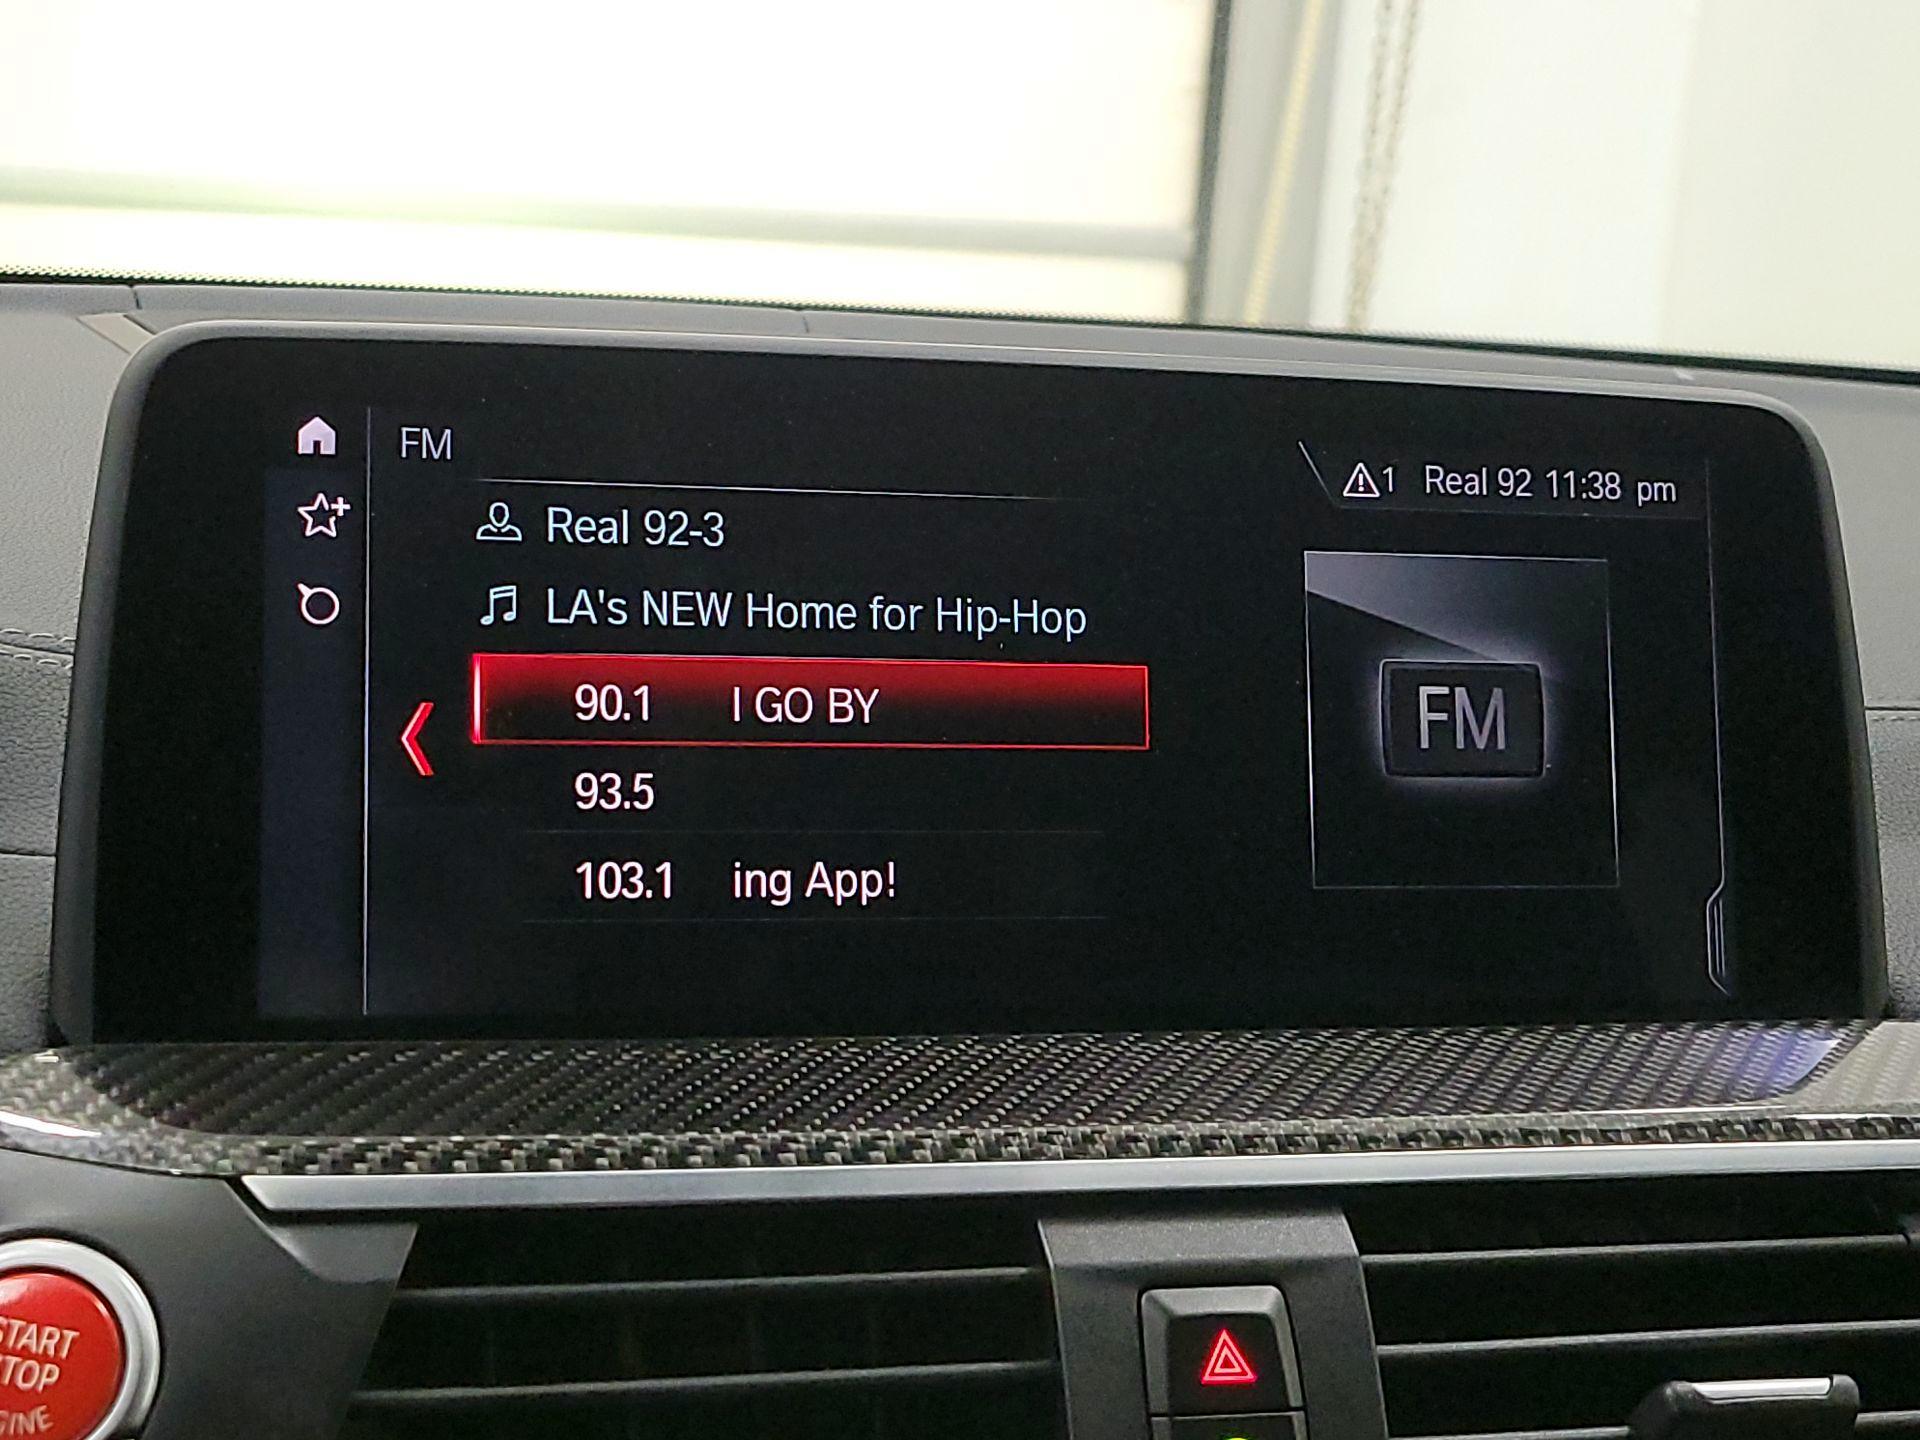 FM
1 Real 92 11:38 pm
Real 92-3
LA's NEW Home for Hip-Hop
90.1 I GO BY
93.5
103.1 ing App!
FM
START
STOP
ENGINE